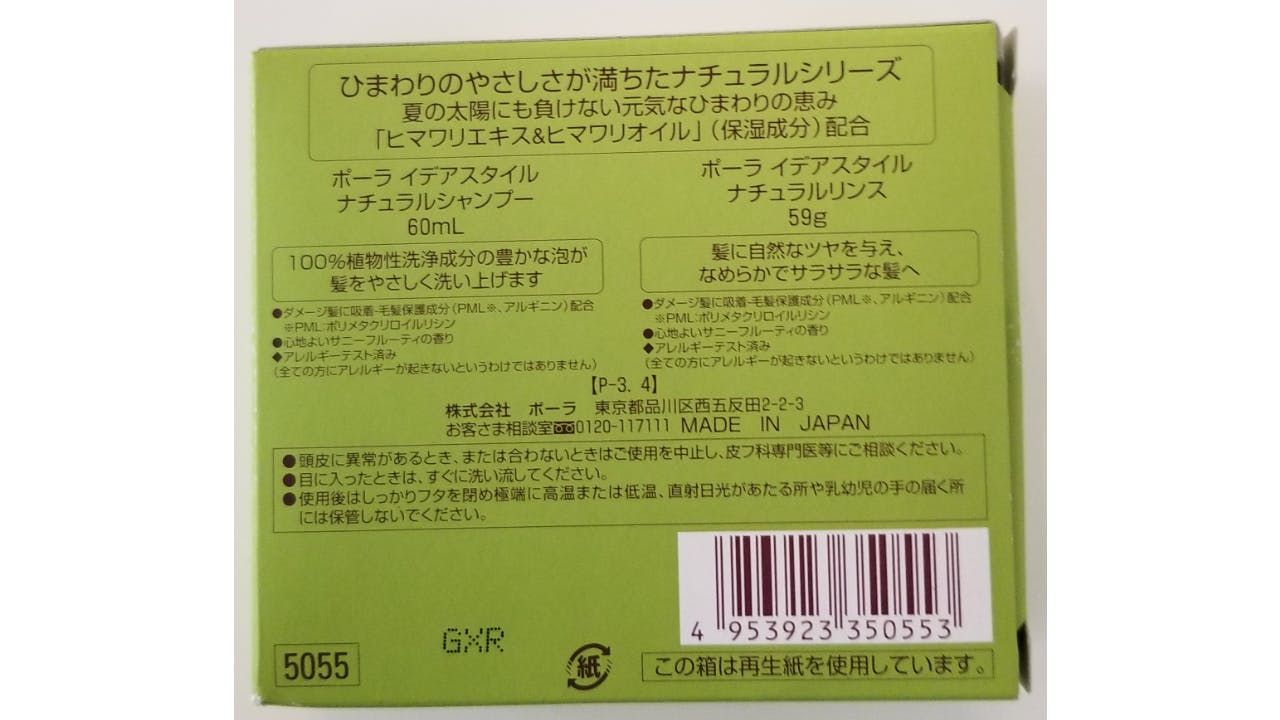 ひまわりのやさしさが満ちたナチュラルシリーズ
夏の太陽にも負けない元気なひまわりの恵み
「ヒマワリエキス&ヒマワリオイル」(保湿成分)配合
ポーラ イデアスタイル
ナチュラルシャンプー
60mL
100%植物性洗浄成分の豊かな泡が
髪をやさしく洗い上げます
●ダメージ髪に吸着-毛髪保護成分(PML※、アルギニン)配合
※PML:ポリメタクリロイルリシン
●心地よいサニーフルーティの香り
◆アレルギーテスト済み
(全ての方にアレルギーが起きないというわけではありません)
ポーラ イデアスタイル
ナチュラルリンス
59g
髪に自然なツヤを与え、
なめらかでサラサラな髪へ
●ダメージ髪に吸着-毛髪保護成分(PML※、アルギニン)配合
※PML:ポリメタクリロイルリシン
●心地よいサニーフルーティの香り
◆アレルギーテスト済み
(全ての方にアレルギーが起きないというわけではありません)
【P-3. 4】
株式会社 ポーラ 東京都品川区西五反田2-2-3
お客さま相談室 0120-117111 MADE IN JAPAN
●頭皮に異常があるとき、または合わないときはご使用を中止し、皮フ科専門医等にご相談ください。
●目に入ったときは、すぐに洗い流してください。
●使用後はしっかりフタを閉め極端に高温または低温、直射日光があたる所や乳幼児の手の届く所
には保管しないでください。
4 953923 350553
GXR
5055
紙
この箱は再生紙を使用しています。